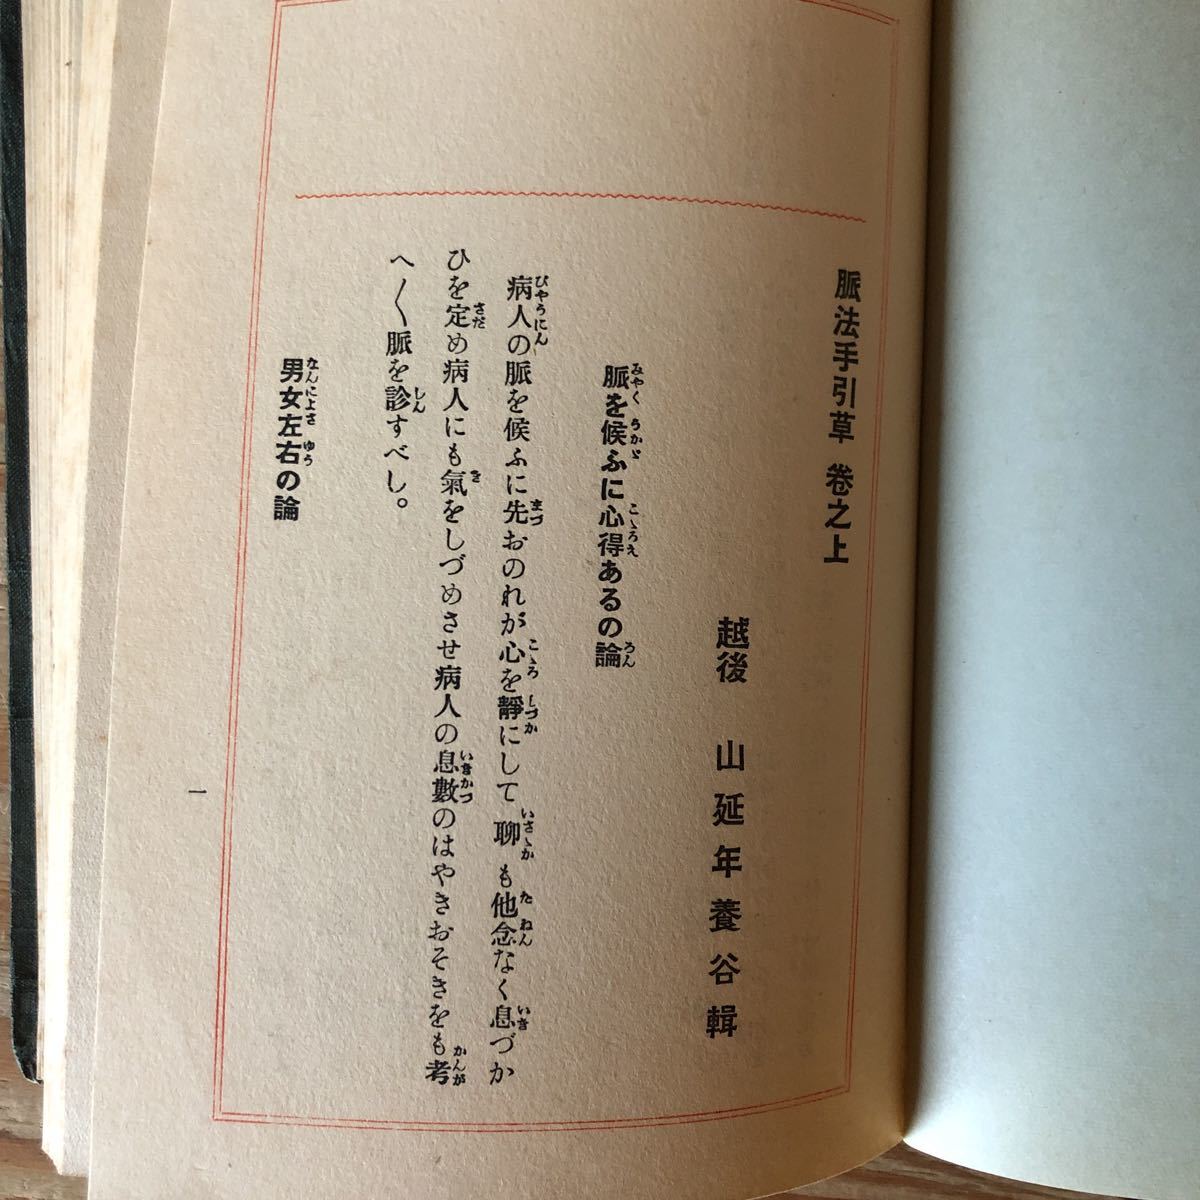 脈法手引草 卷之上
越後 山延年養谷輯
脈を候ふに心得あるの論
病人の脈を候ふに先おのれが心を靜にして聊も他念なく息づか
ひを定め病人にも氣をしづめさせ病人の息數のはやきおそきをも考
へ〱脈を診すべし。
男女左右の論
一